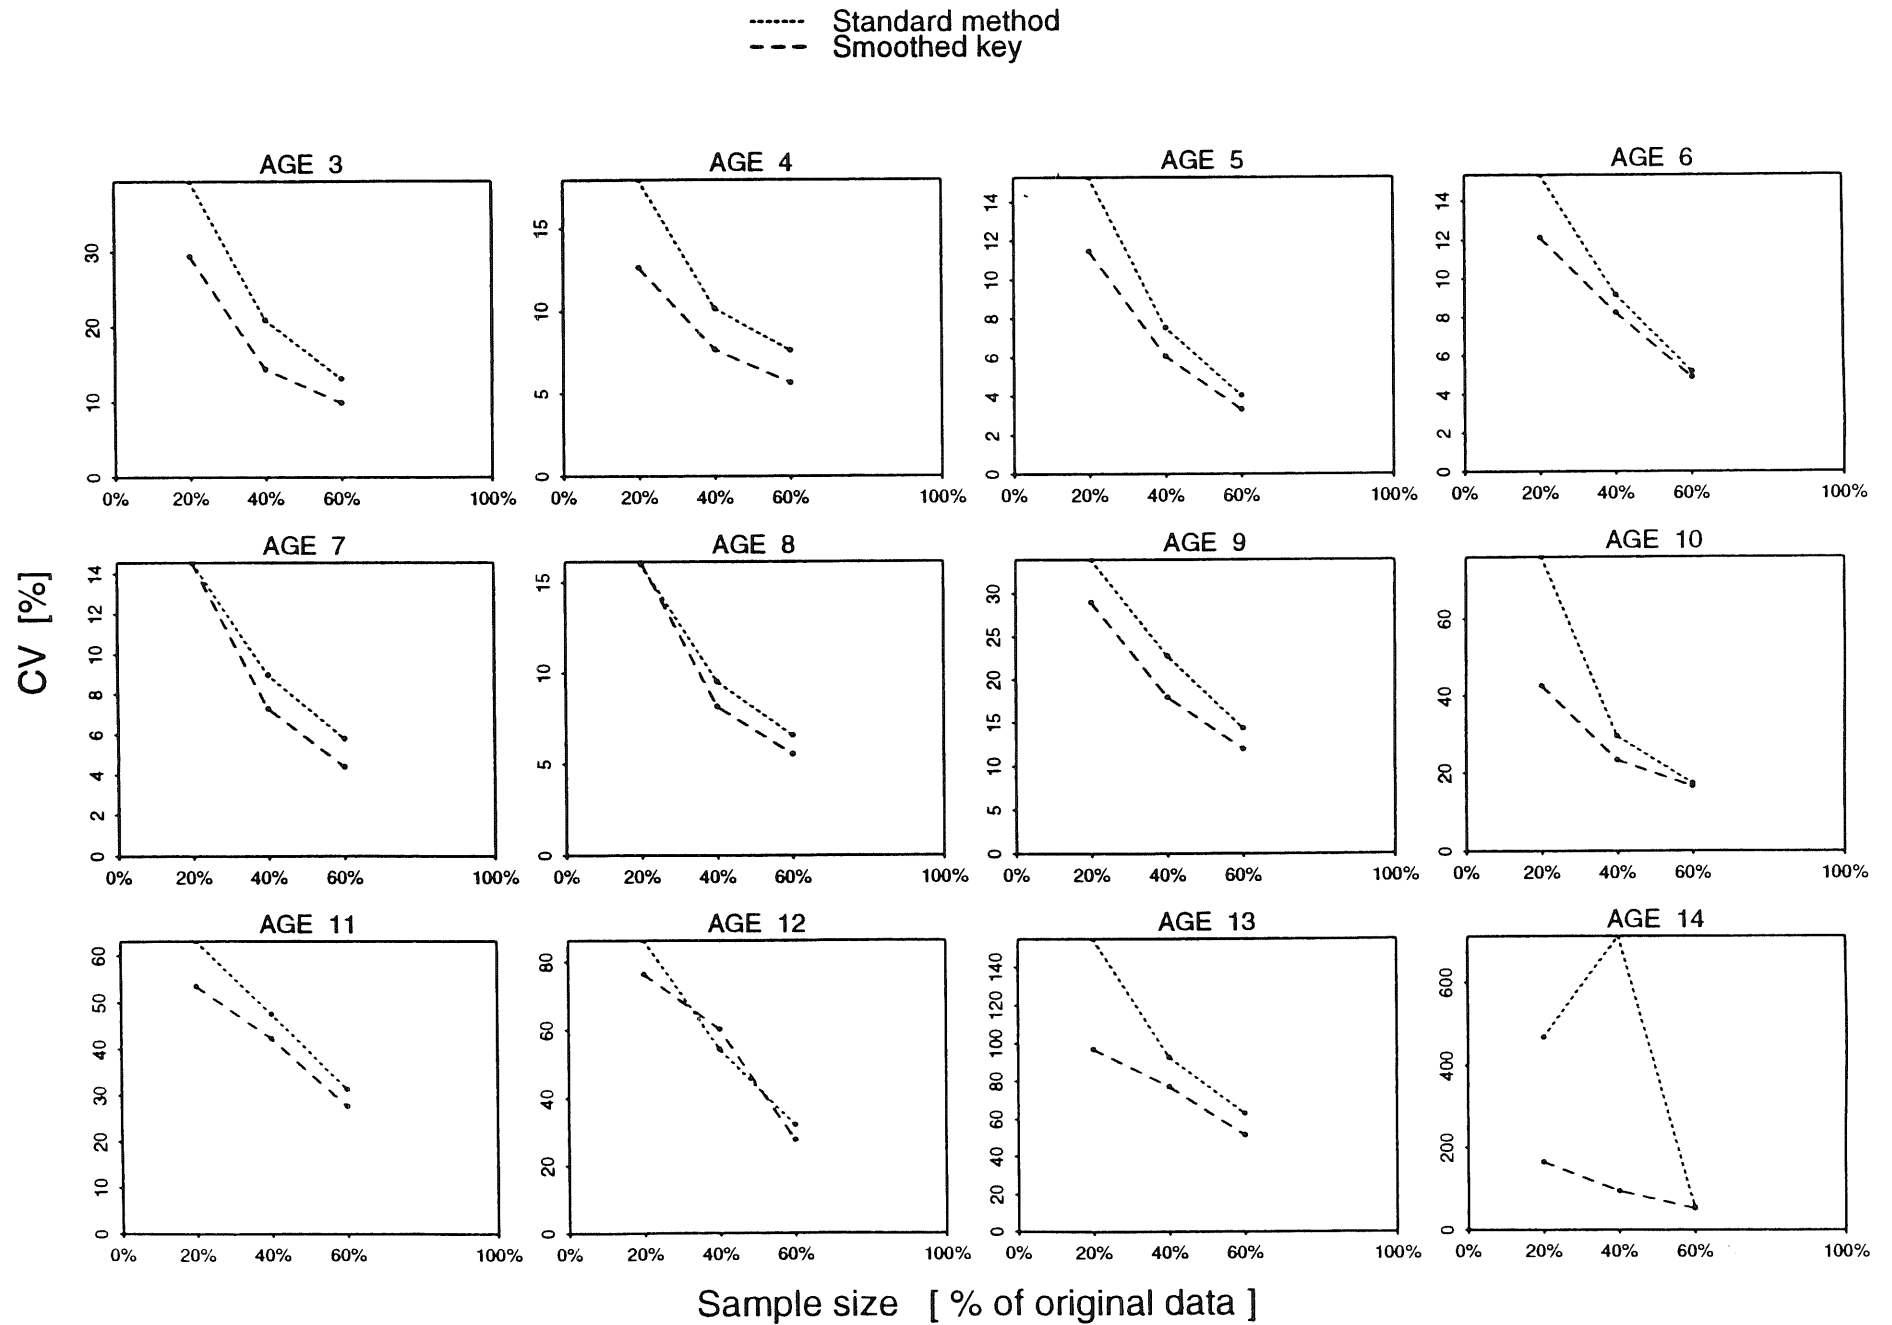 Standard method
Smoothed key
AGE 3
AGE 4
AGE 5
AGE 6
30
20
10
0
0% 20% 40% 60% 100%
15
10
5
0
0% 20% 40% 60% 100%
14
12
10
8
6
4
2
0
0% 20% 40% 60% 100%
14
12
10
8
6
4
2
0
0% 20% 40% 60% 100%
CV [%]
AGE 7
AGE 8
AGE 9
AGE 10
14
12
10
8
6
4
2
0
0% 20% 40% 60% 100%
15
10
5
0
0% 20% 40% 60% 100%
30
25
20
15
10
5
0
0% 20% 40% 60% 100%
60
40
20
0
0% 20% 40% 60% 100%
AGE 11
AGE 12
AGE 13
AGE 14
60
50
40
30
20
10
0
0% 20% 40% 60% 100%
80
60
40
20
0
0% 20% 40% 60% 100%
140
120
100
80
60
40
20
0
0% 20% 40% 60% 100%
600
400
200
0
0% 20% 40% 60% 100%
Sample size [ % of original data ]